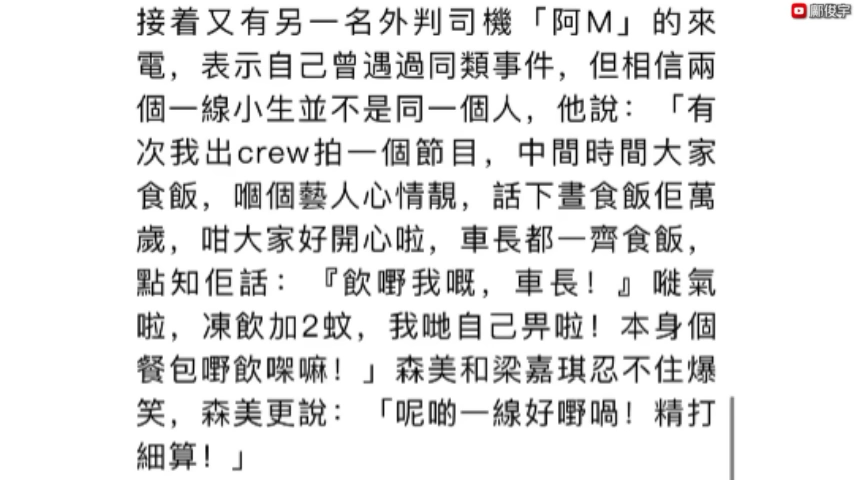 鄺俊宇
接着又有另一名外判司機「阿M」的來
電，表示自己曾遇過同類事件，但相信兩
個一線小生並不是同一個人，他說：「有
次我出crew拍一個節目，中間時間大家
食飯，嗰個藝人心情靚，話下晝食飯佢萬
歲，咁大家好開心啦，車長都一齊食飯，
點知佢話：『飲嘢我嘅，車長！』嘥氣
啦，凍飲加2蚊，我哋自己畀啦！本身個
餐包嘢飲㗎嘛！」森美和梁嘉琪忍不住爆
笑，森美更說：「呢啲一線好嘢喎！精打
細算！」